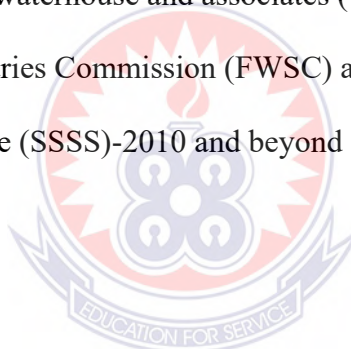 waterhouse and associates (
ries Commission (FWSC) a
e (SSSS)-2010 and beyond
EDUCATION FOR SERVICE